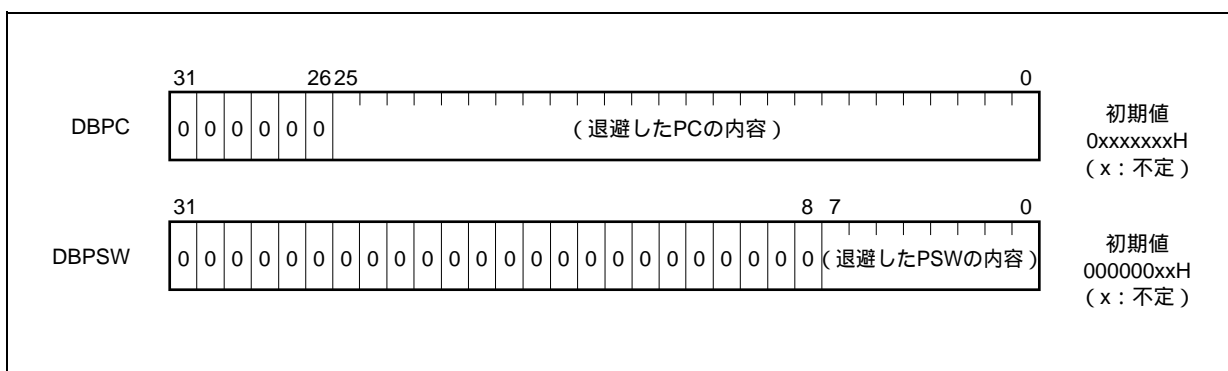 31 26 25 0
DBPC 0 0 0 0 0 0 （退避したPCの内容） 初期値
0xxxxxxxH
（x：不定）
31 8 7 0
DBPSW 0 0 0 0 0 0 0 0 0 0 0 0 0 0 0 0 0 0 0 0 0 0 0 0 （退避したPSWの内容） 初期値
000000xxH
（x：不定）